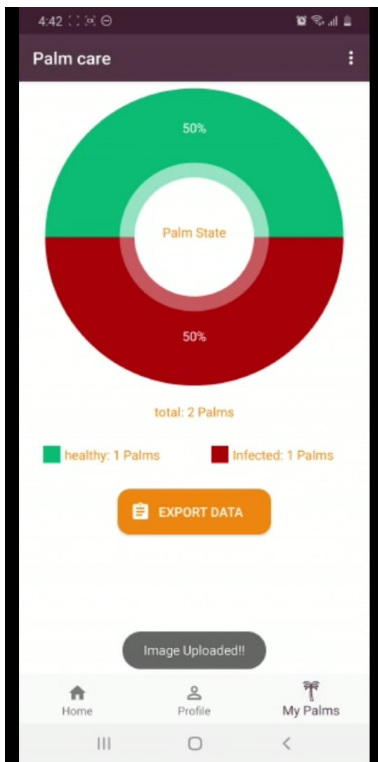 4:42
Palm care
50%
Palm State
50%
total: 2 Palms
healthy: 1 Palms Infected: 1 Palms
EXPORT DATA
Image Uploaded!!
Home Profile My Palms